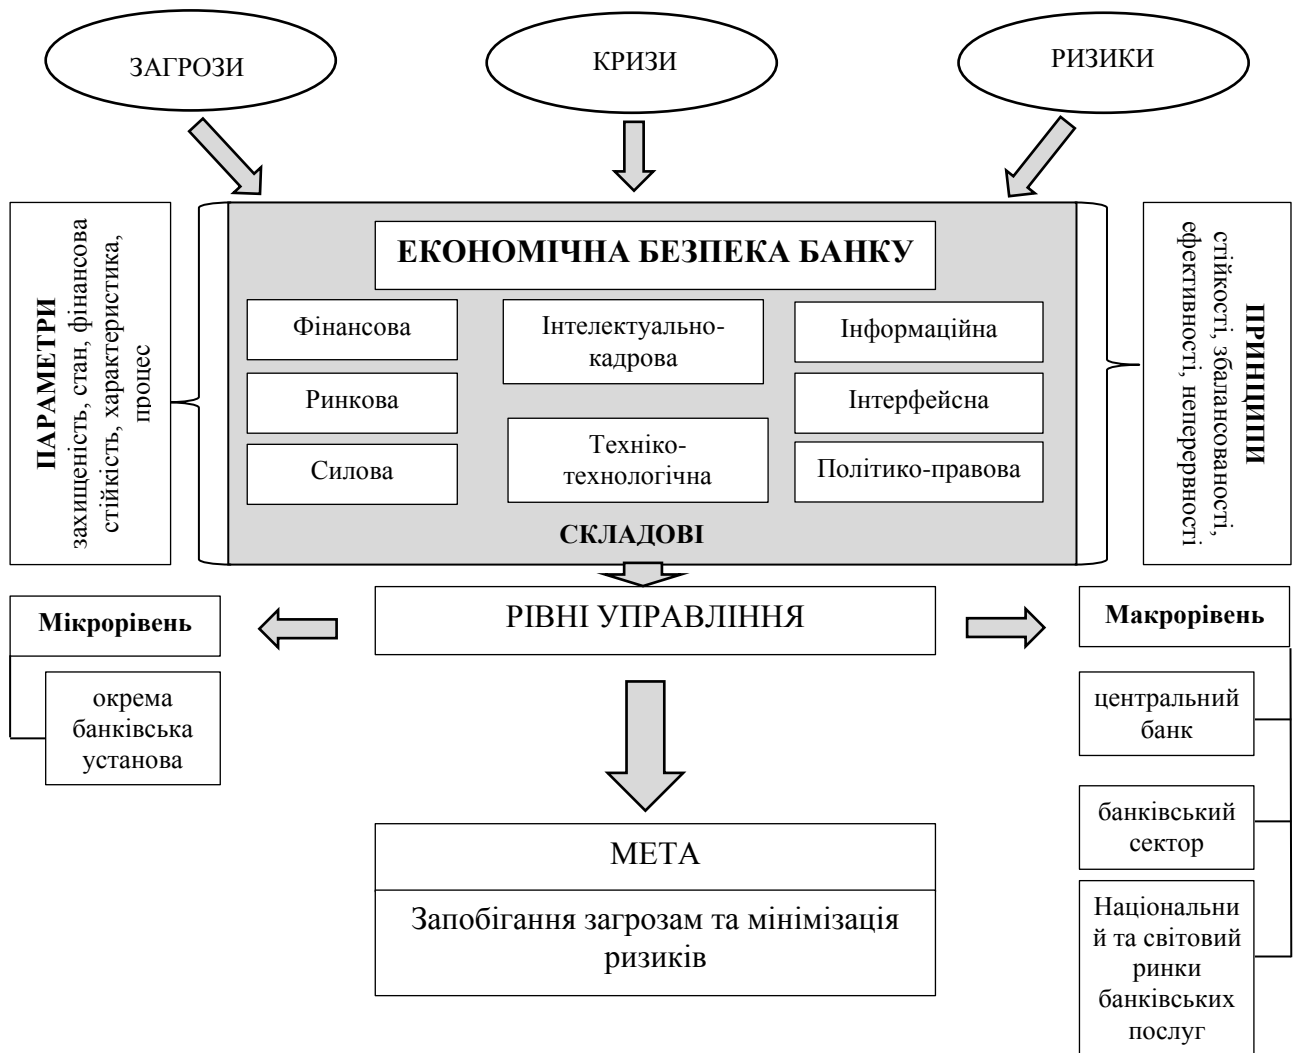 ЗАГРОЗИ
КРИЗИ
РИЗИКИ
ПАРАМЕТРИ
захищеність, стан, фінансова
стійкість, характеристика,
процес
ЕКОНОМІЧНА БЕЗПЕКА БАНКУ
Фінансова
Ринкова
Силова
Інтелектуально-
кадрова
Техніко-
технологічна
Інформаційна
Інтерфейсна
Політико-правова
СКЛАДОВІ
ПРИНЦИПИ
стійкості, збалансованості,
ефективності, неперервності
РІВНІ УПРАВЛІННЯ
Мікрорівень
окрема
банківська
установа
Макрорівень
центральний
банк
банківський
сектор
Національни
й та світовий
ринки
банківських
послуг
МЕТА
Запобігання загрозам та мінімізація
ризиків